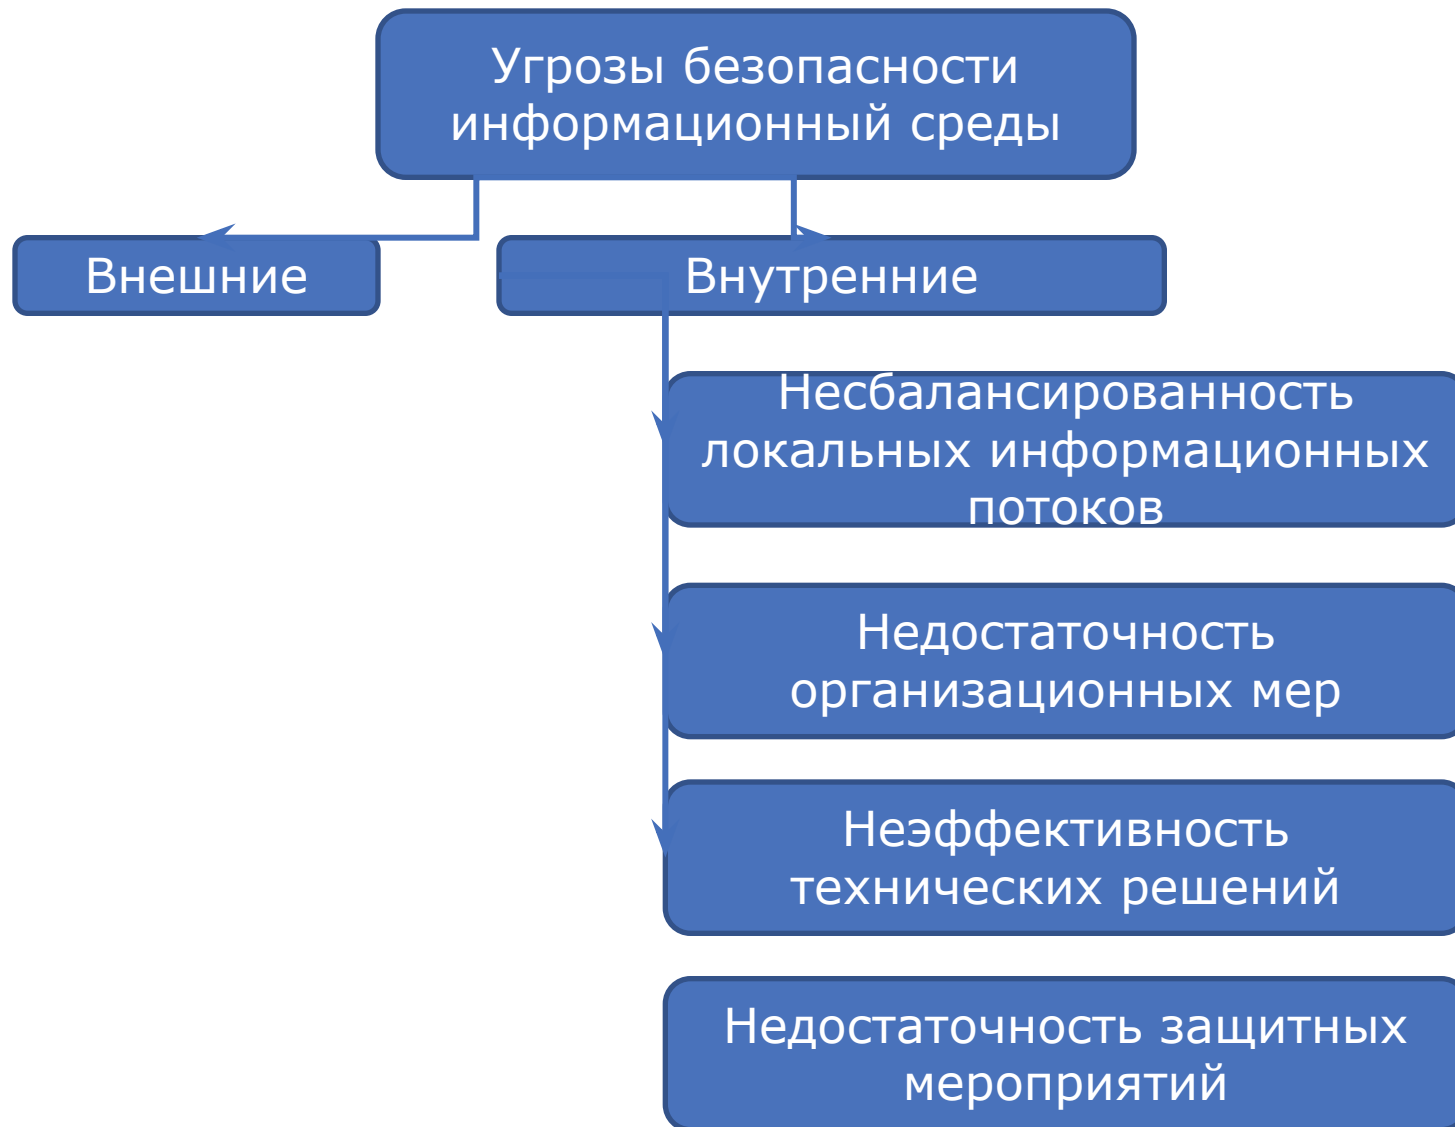 Угрозы безопасности
информационный среды
Внешние
Внутренние
Несбалансированность
локальных информационных
потоков
Недостаточность
организационных мер
Неэффективность
технических решений
Недостаточность защитных
мероприятий